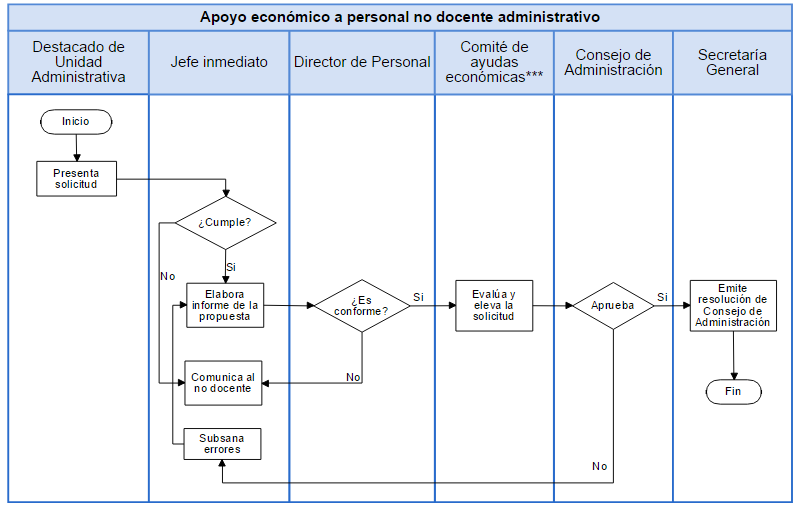 Apoyo económico a personal no docente administrativo
Destacado de
Unidad
Administrativa
Jefe inmediato
Director de Personal
Comité de
ayudas
económicas***
Consejo de
Administración
Secretaría
General
Inicio
Presenta
solicitud
¿Cumple?
No
Si
Elabora
informe de la
propuesta
¿Es
conforme?
Si
No
Evalúa y
eleva la
solicitud
Aprueba
Si
No
Emite
resolución de
Consejo de
Administración
Comunica al
no docente
Subsana
errores
Fin